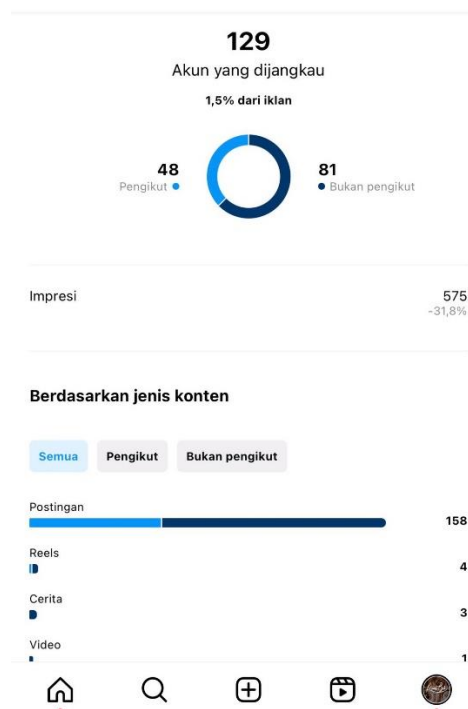 129
Akun yang dijangkau
1,5% dari iklan
48
Pengikut
81
Bukan pengikut
Impresi
575
-31,8%
Berdasarkan jenis konten
Semua
Pengikut
Bukan pengikut
Postingan
158
Reels
4
Cerita
3
Video
1